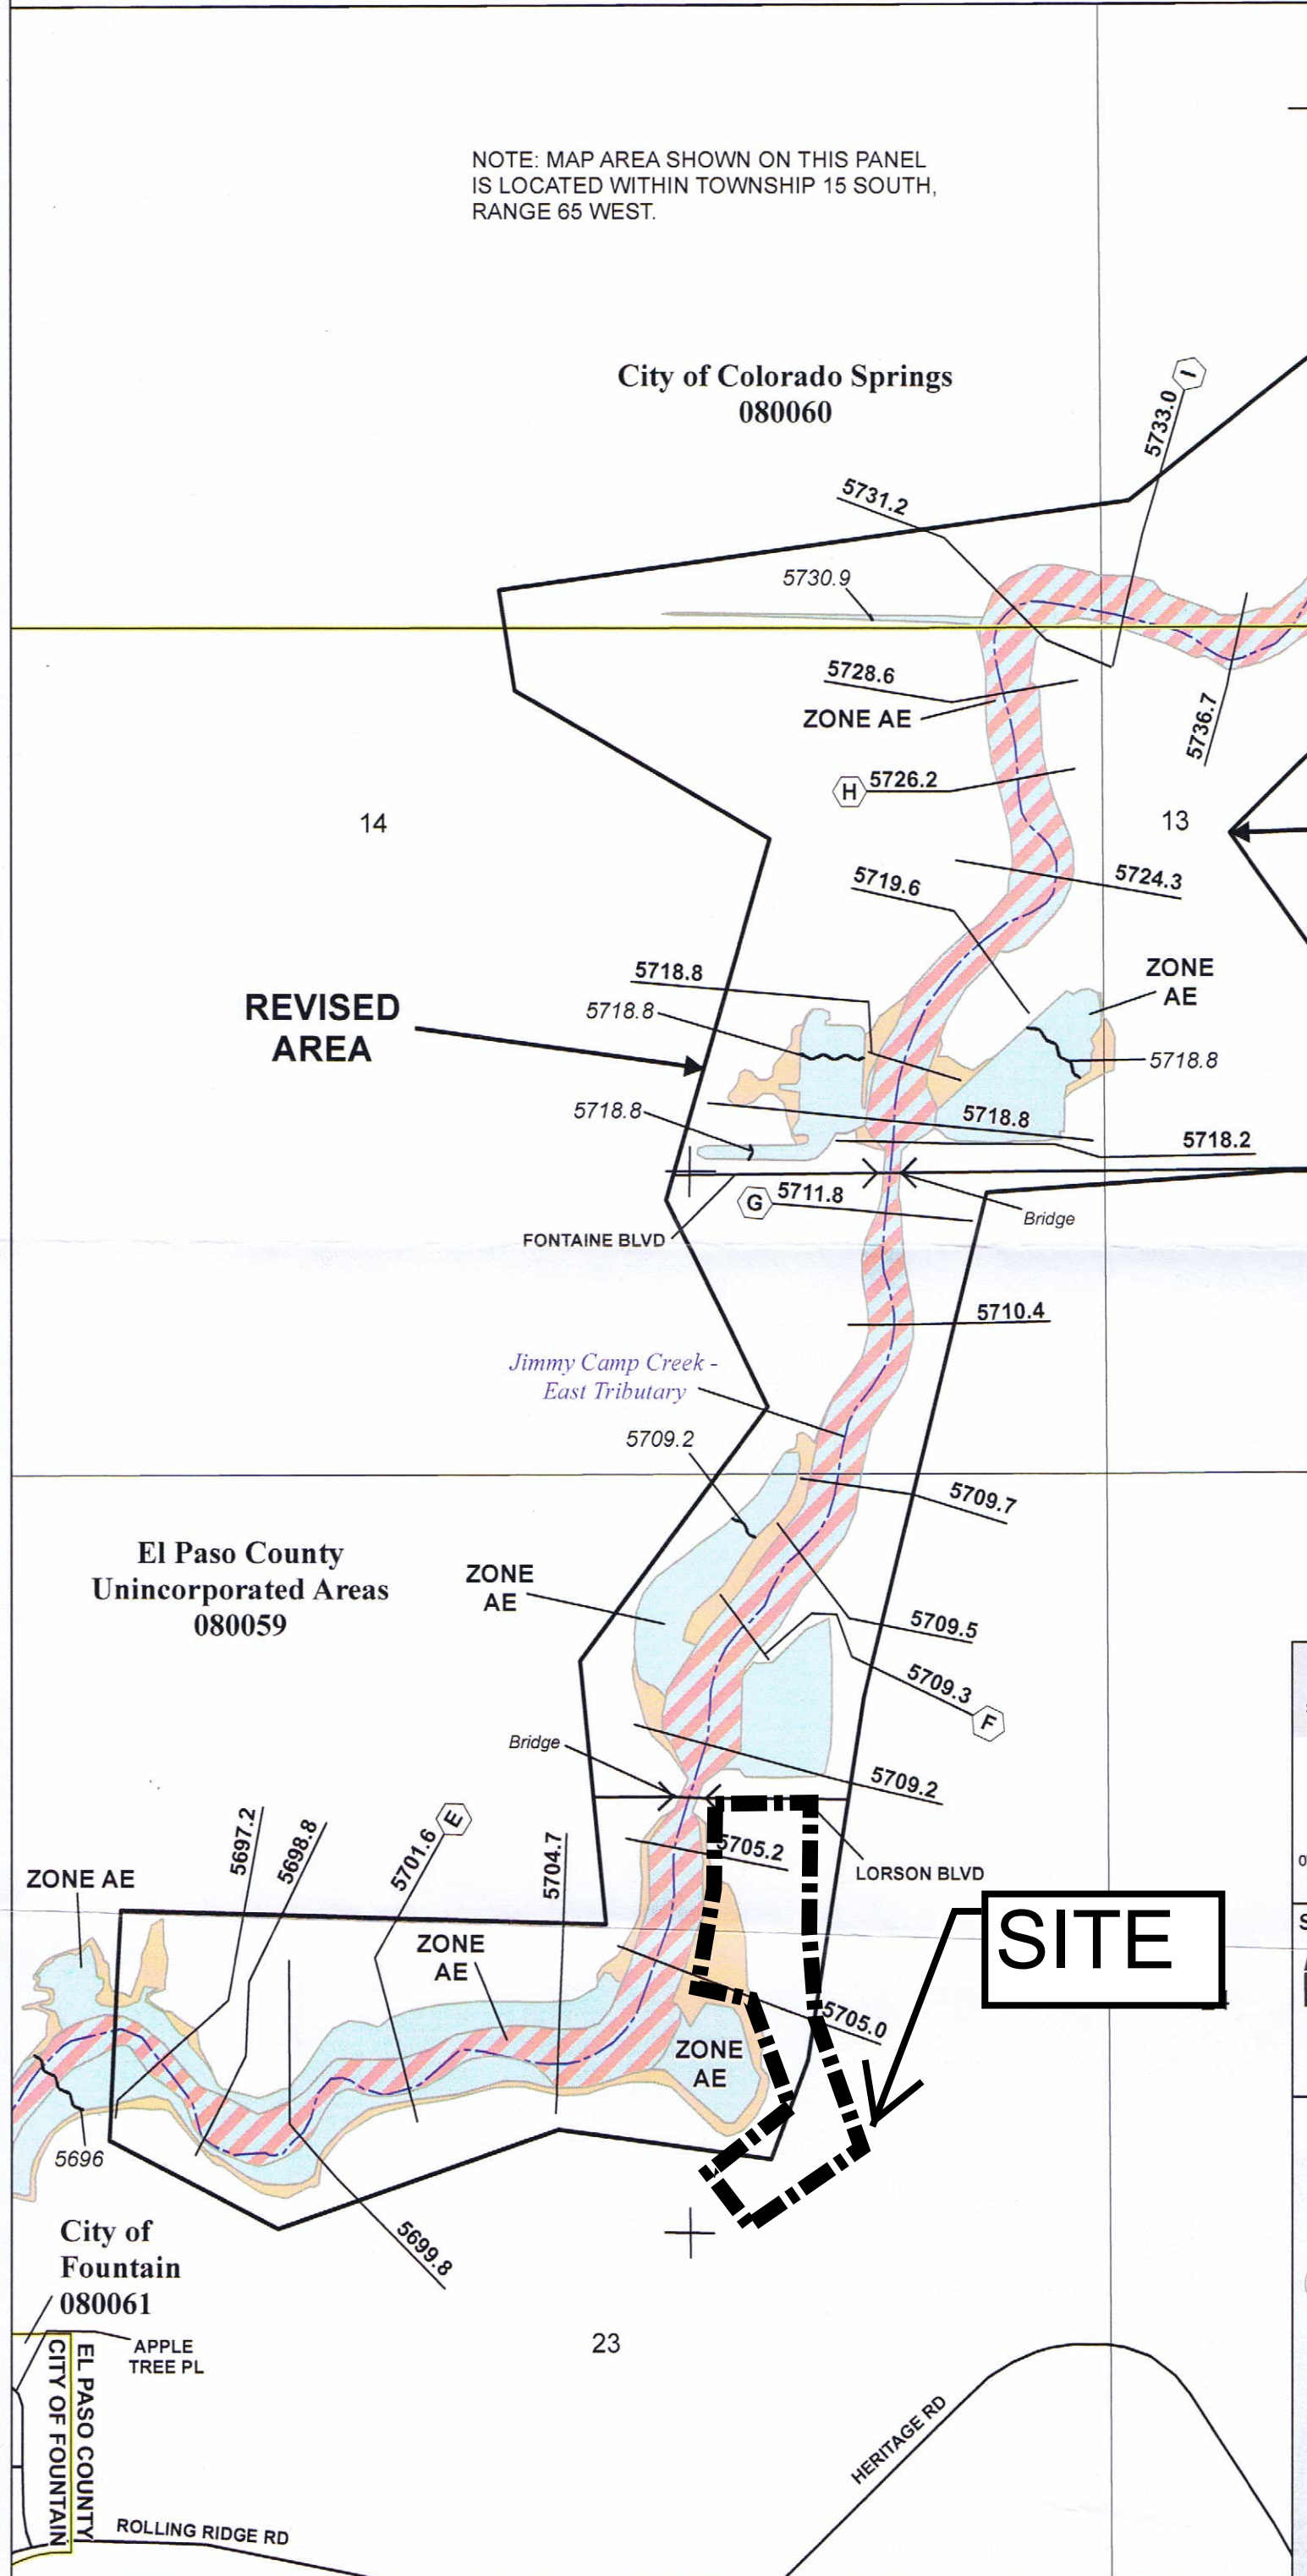 NOTE: MAP AREA SHOWN ON THIS PANEL
IS LOCATED WITHIN TOWNSHIP 15 SOUTH,
RANGE 65 WEST.
City of Colorado Springs
080060
I
5733.0
5731.2
5730.9
5728.6
ZONE AE
5736.7
H
5726.2
14
13
5719.6
5724.3
ZONE
AE
5718.8
5718.8
REVISED
AREA
5718.8
5718.8
5718.8
5718.2
G
5711.8
Bridge
FONTAINE BLVD
5710.4
Jimmy Camp Creek -
East Tributary
5709.2
5709.7
El Paso County
Unincorporated Areas
080059
ZONE
AE
5709.5
5709.3
F
Bridge
5709.2
5697.2
5698.8
5701.6
E
5704.7
5705.2
LORSON BLVD
ZONE AE
ZONE
AE
SITE
5705.0
ZONE
AE
5696
City of
Fountain
080061
5699.8
APPLE
TREE PL
23
EL PASO COUNTY
CITY OF FOUNTAIN
HERITAGE RD
ROLLING RIDGE RD